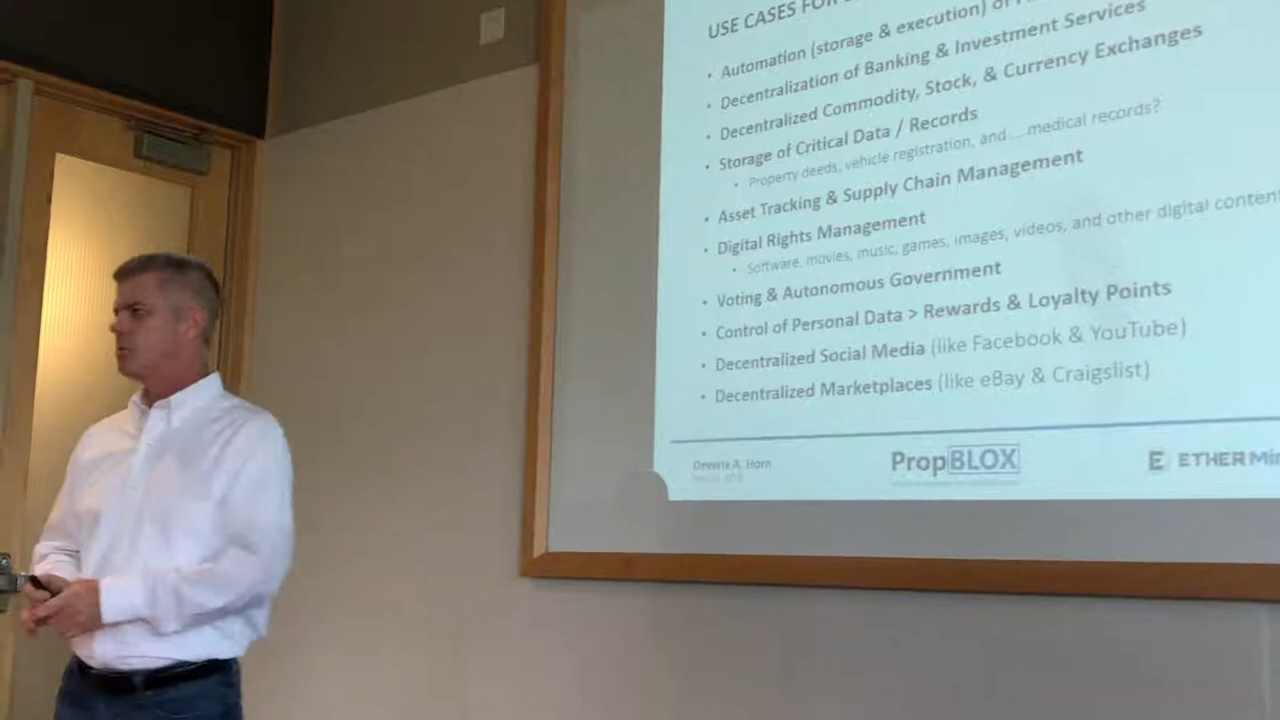 USE CASES FOR
• Automation (storage & execution) of
• Decentralization of Banking & Investment Services
• Decentralized Commodity, Stock, & Currency Exchanges
• Storage of Critical Data / Records
• Property deeds, vehicle registration, and... medical records?
• Asset Tracking & Supply Chain Management
• Digital Rights Management
• Software, movies, music, games, images, videos, and other digital content
• Voting & Autonomous Government
• Control of Personal Data > Rewards & Loyalty Points
• Decentralized Social Media (like Facebook & YouTube)
• Decentralized Marketplaces (like eBay & Craigslist)
A. Horn
PropBLOX
E ETHERMi